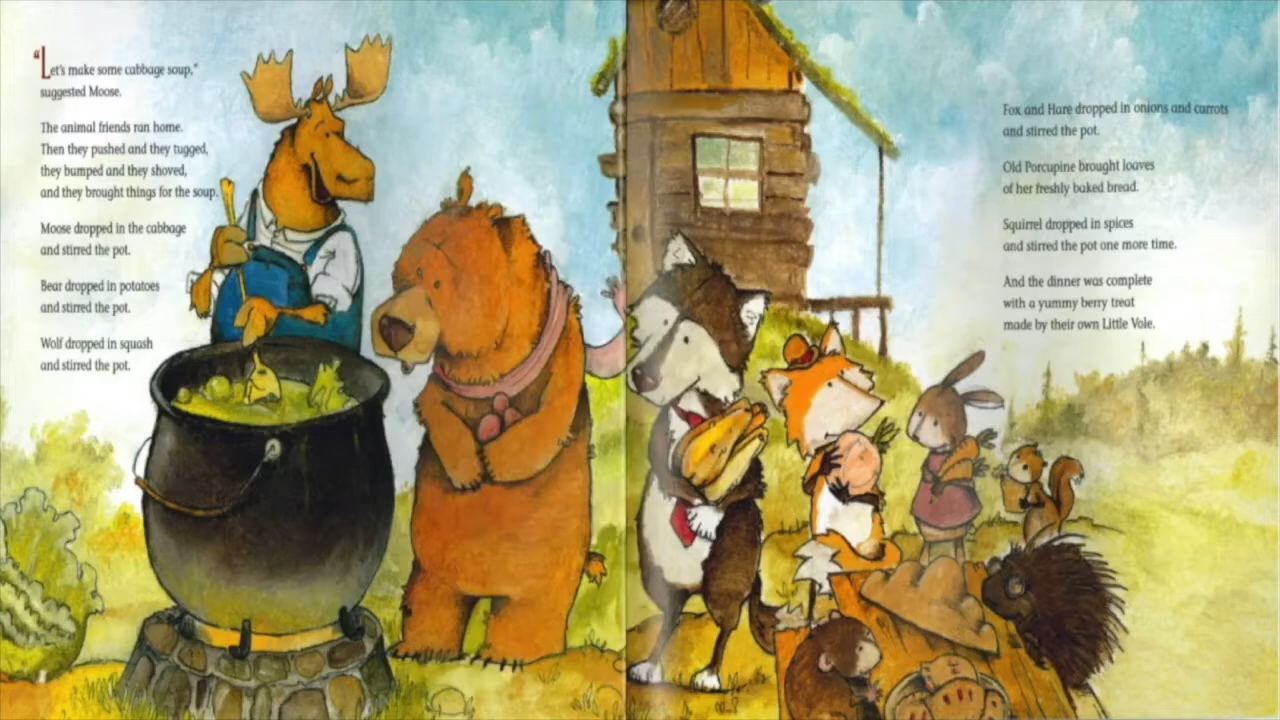 “Let's make some cabbage soup,”
suggested Moose.
The animal friends ran home.
Then they pushed and they tugged,
they bumped and they shoved,
and they brought things for the soup.
Moose dropped in the cabbage
and stirred the pot.
Bear dropped in potatoes
and stirred the pot.
Wolf dropped in squash
and stirred the pot.
Fox and Hare dropped in onions and carrots
and stirred the pot.
Old Porcupine brought loaves
of her freshly baked bread.
Squirrel dropped in spices
and stirred the pot one more time.
And the dinner was complete
with a yummy berry treat
made by their own Little Vole.